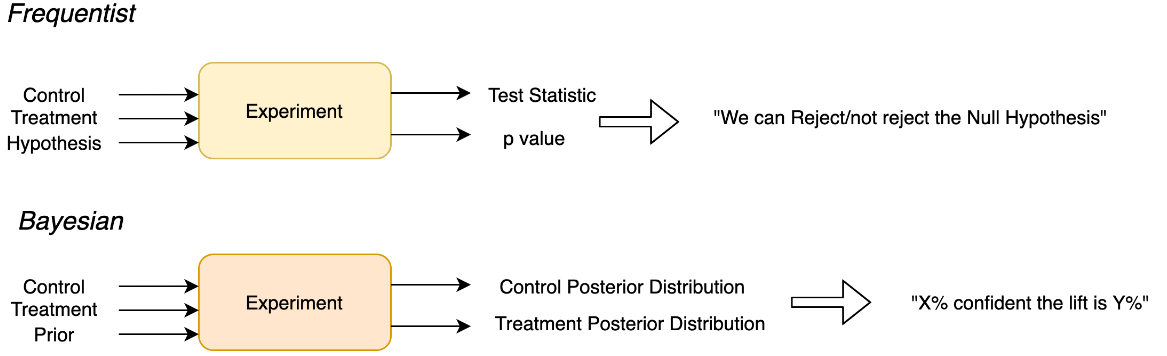 Frequentist
Control
Treatment
Hypothesis
Experiment
Test Statistic
p value
"We can Reject/not reject the Null Hypothesis"
Bayesian
Control
Treatment
Prior
Experiment
Control Posterior Distribution
Treatment Posterior Distribution
"X% confident the lift is Y%"